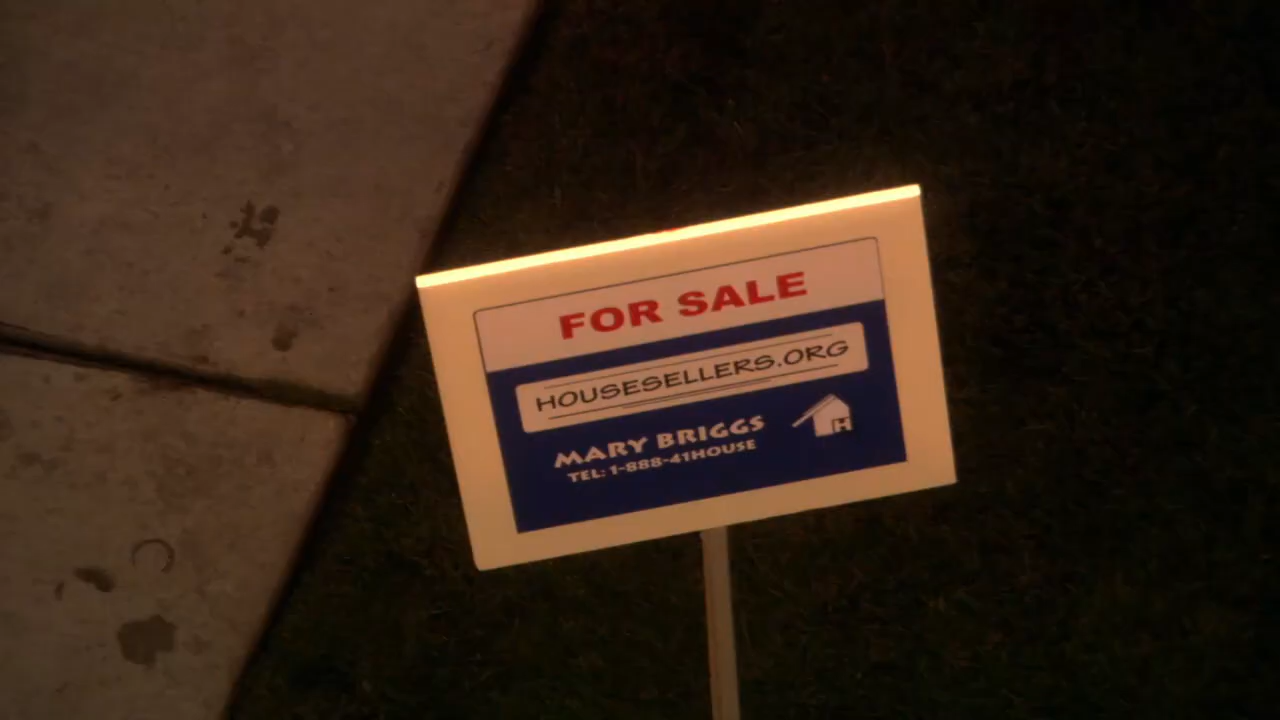 FOR SALE
HOUSESELLERS.ORG
MARY BRIGGS
TEL: 1-888-41HOUSE
H